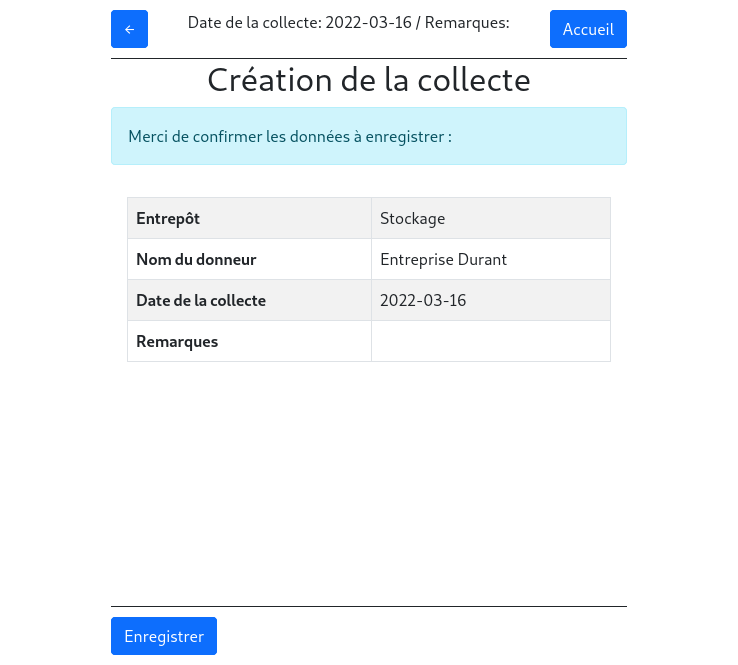 ←
Date de la collecte: 2022-03-16 / Remarques:
Accueil
Création de la collecte
Merci de confirmer les données à enregistrer :
Entrepôt Stockage
Nom du donneur Entreprise Durant
Date de la collecte 2022-03-16
Remarques
Enregistrer